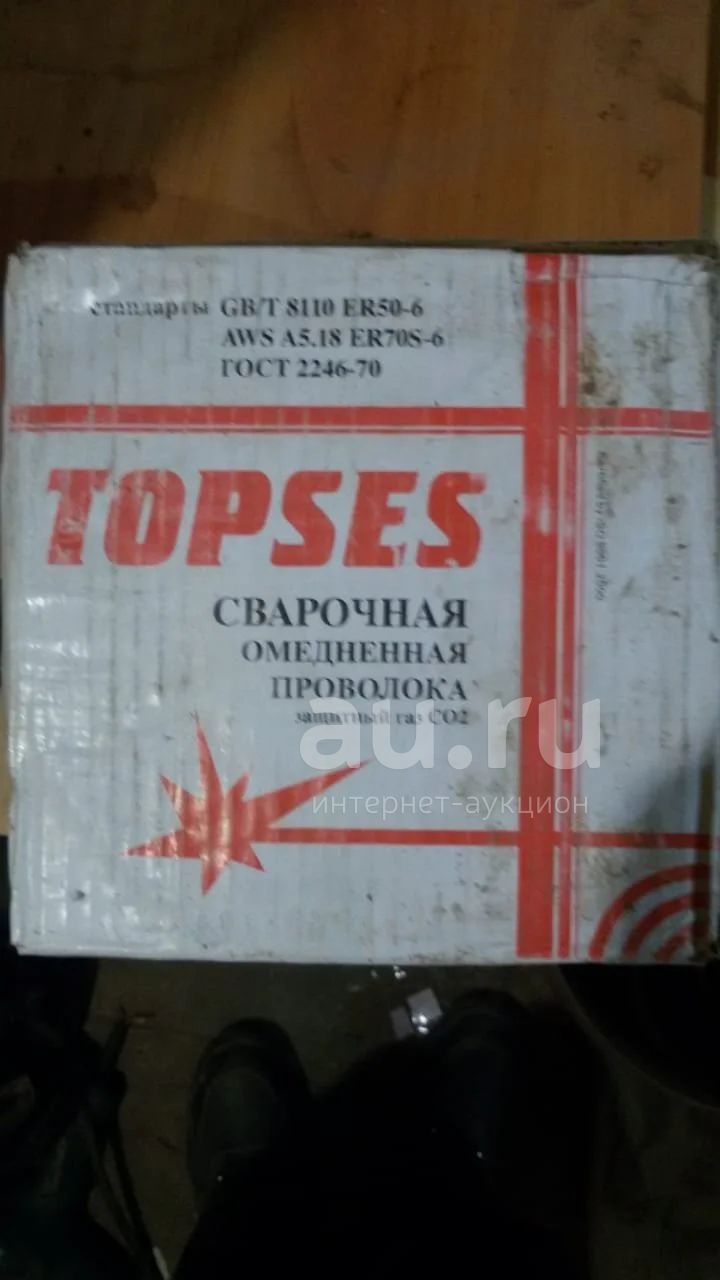 стандарты GB/T 8110 ER50-6
AWS A5.18 ER70S-6
ГОСТ 2246-70
TOPSES
СВАРОЧНАЯ
ОМЕДНЕННАЯ
ПРОВОЛОКА
защитный газ CO2
au.ru
интернет-аукцион